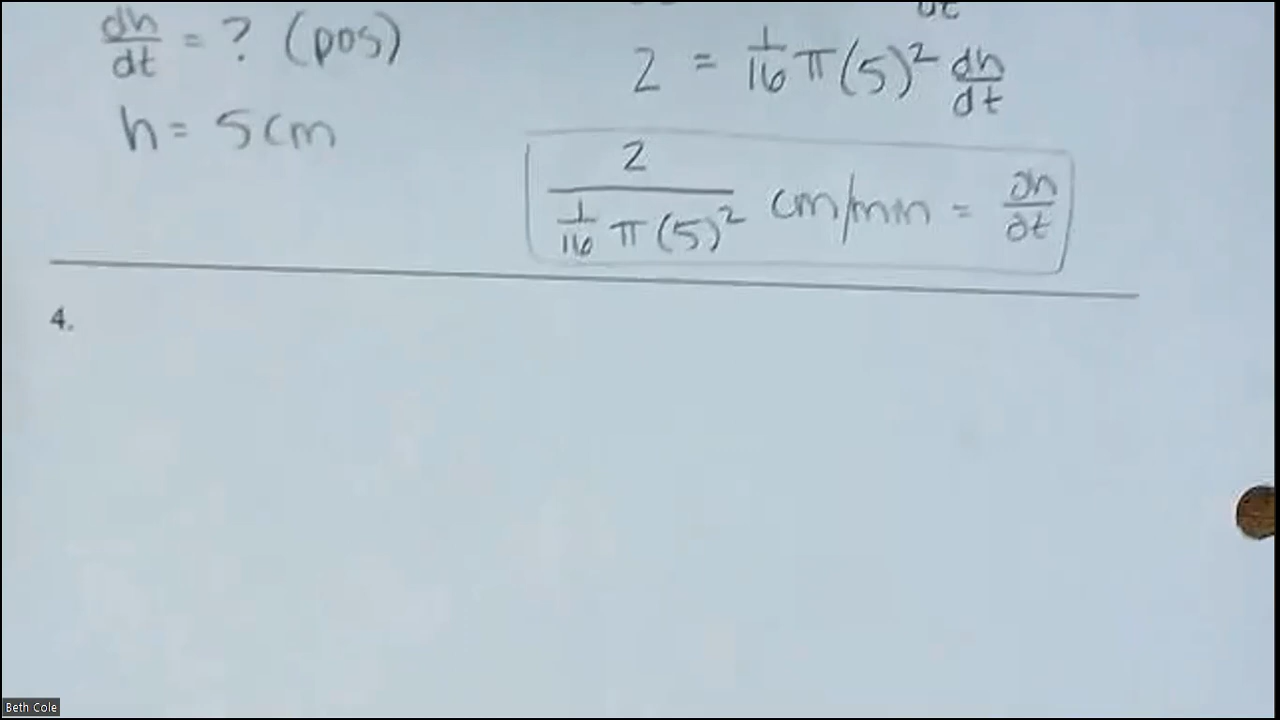 dh/dt = ? (pos)
h = 5cm
dt
2 = 1/16 π(5)² dh/dt
2 / (1/16 π(5)²) cm/min = dh/dt
4.
Beth Cole